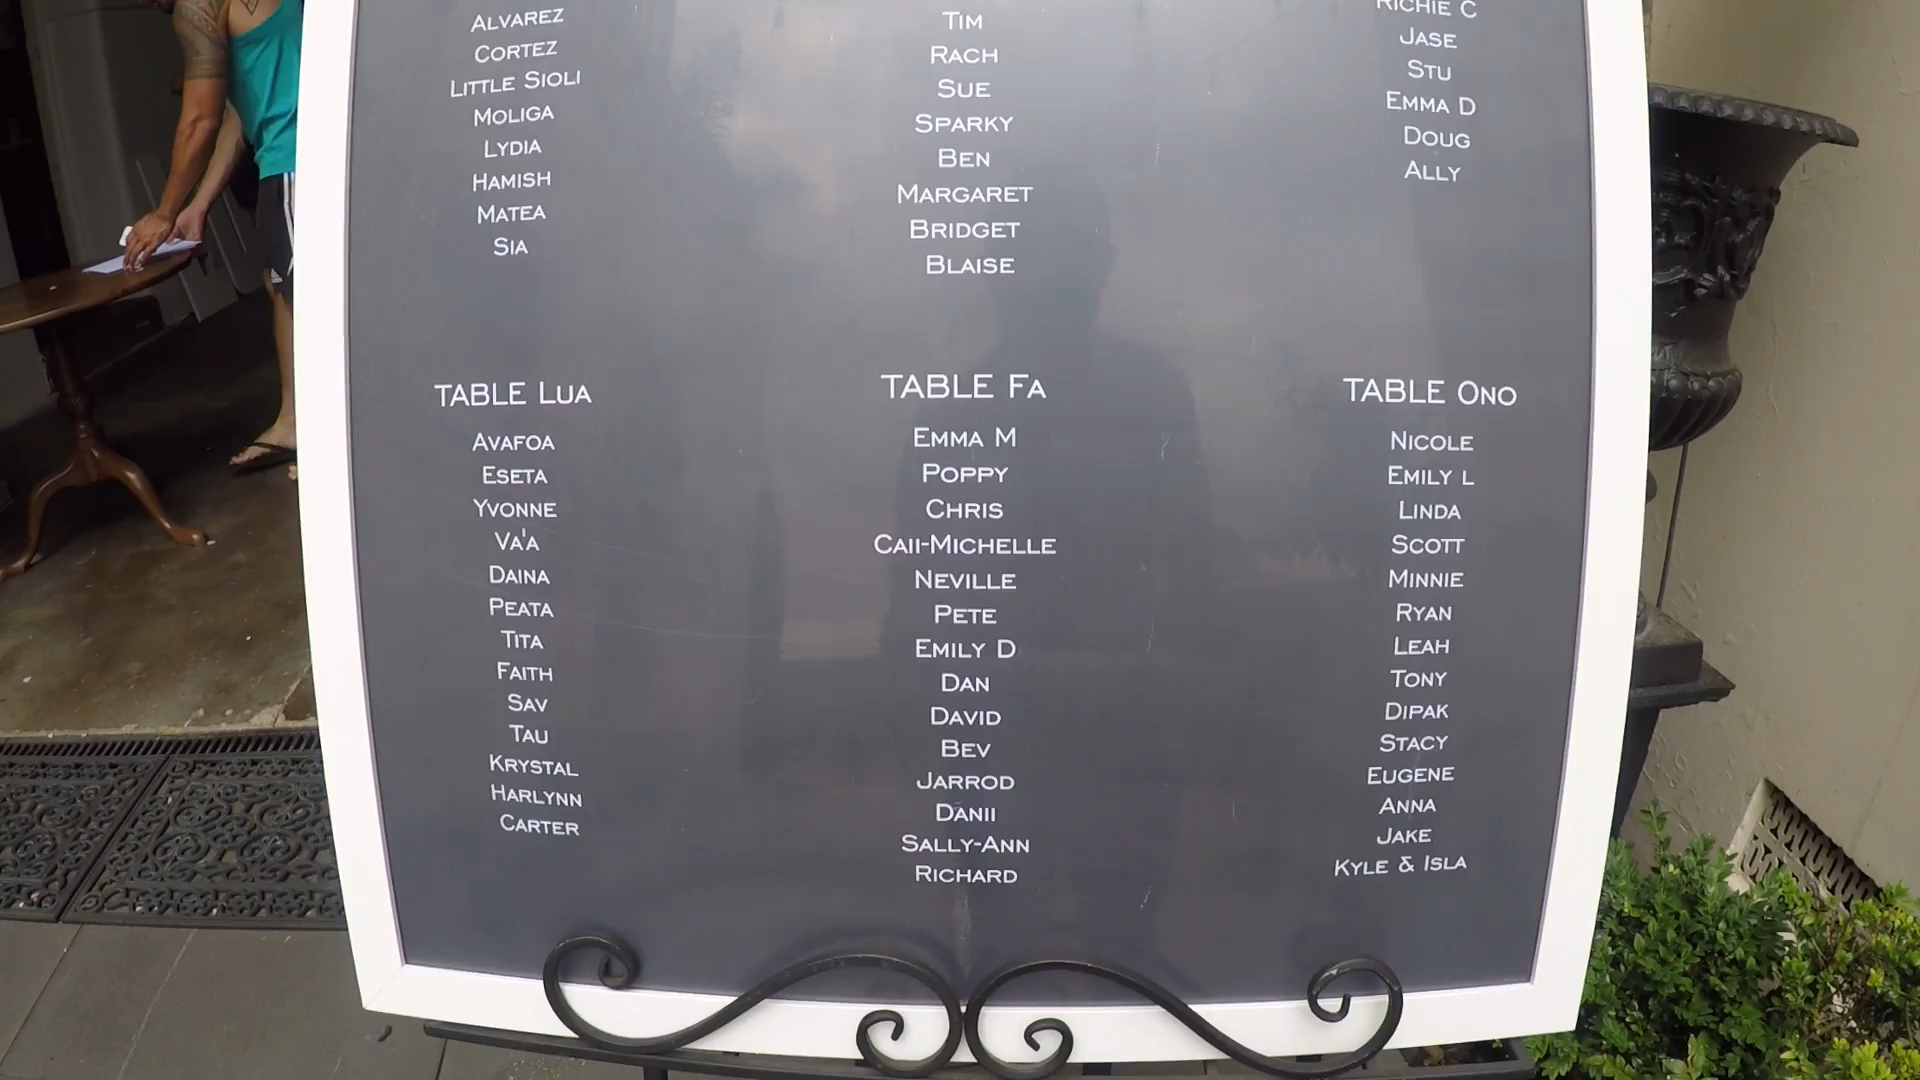 ALVAREZ
CORTEZ
LITTLE SIOLI
MOLIGA
LYDIA
HAMISH
MATEA
SIA
TIM
RACH
SUE
SPARKY
BEN
MARGARET
BRIDGET
BLAISE
RICHIE C
JASE
STU
EMMA D
DOUG
ALLY
TABLE LUA
AVAFOA
ESETA
YVONNE
VA'A
DAINA
PEATA
TITA
FAITH
SAV
TAU
KRYSTAL
HARLYNN
CARTER
TABLE FA
EMMA M
POPPY
CHRIS
CAII-MICHELLE
NEVILLE
PETE
EMILY D
DAN
DAVID
BEV
JARROD
DANII
SALLY-ANN
RICHARD
TABLE ONO
NICOLE
EMILY L
LINDA
SCOTT
MINNIE
RYAN
LEAH
TONY
DIPAK
STACY
EUGENE
ANNA
JAKE
KYLE & ISLA